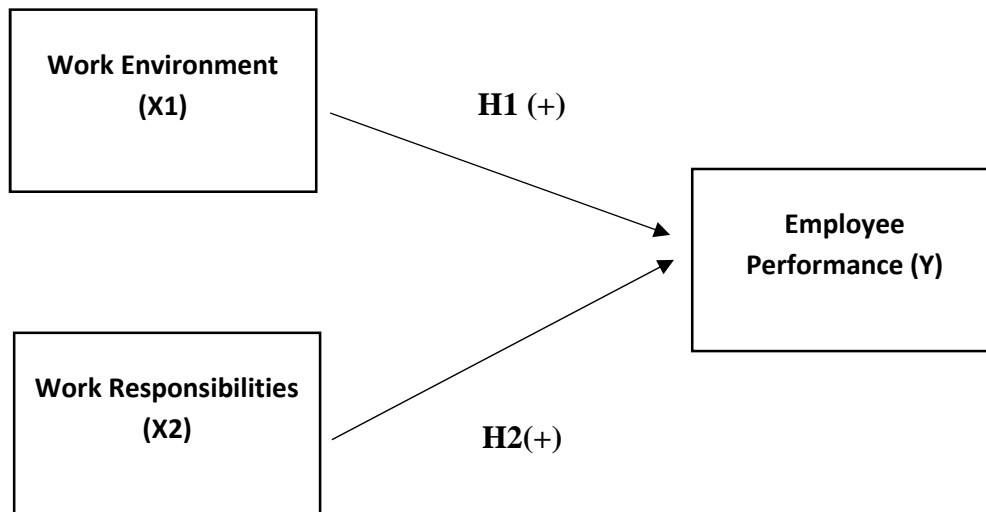 Work Environment
(X1)
H1 (+)
Employee
Performance (Y)
Work Responsibilities
(X2)
H2(+)